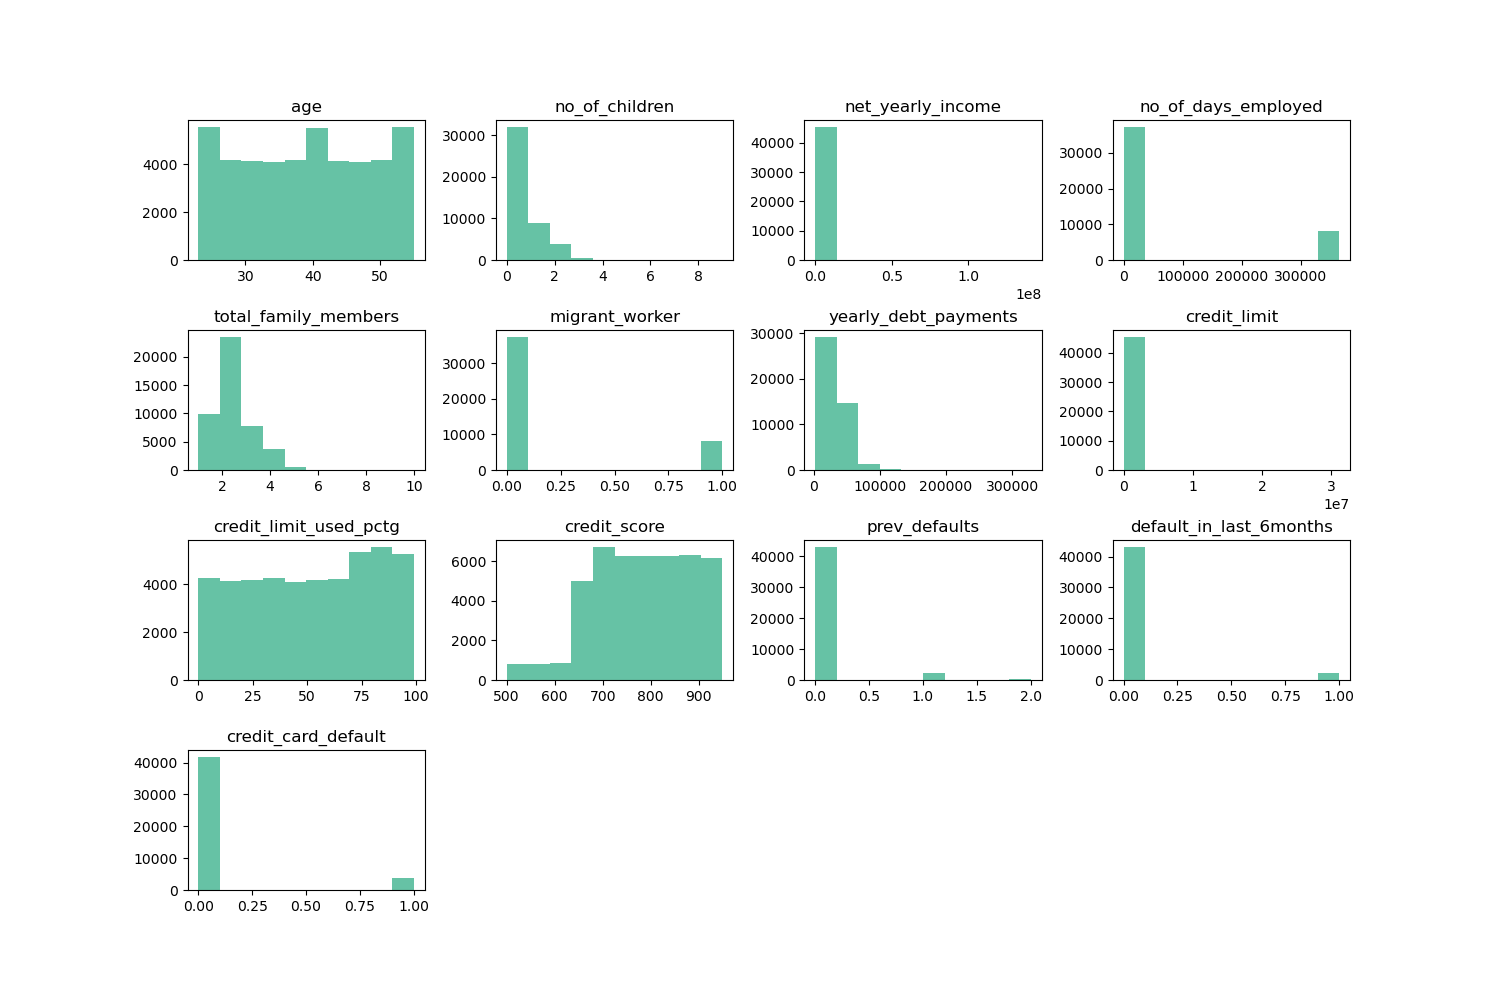 age
4000
2000
0
30 40 50
no_of_children
30000
20000
10000
0
0 2 4 6 8
net_yearly_income
40000
30000
20000
10000
0
0.0 0.5 1.0
1e8
no_of_days_employed
30000
20000
10000
0
0 100000 200000 300000
total_family_members
20000
15000
10000
5000
0
2 4 6 8 10
migrant_worker
30000
20000
10000
0
0.00 0.25 0.50 0.75 1.00
yearly_debt_payments
30000
20000
10000
0
0 100000 200000 300000
credit_limit
40000
30000
20000
10000
0
0 1 2 3
1e7
credit_limit_used_pctg
4000
2000
0
0 25 50 75 100
credit_score
6000
4000
2000
0
500 600 700 800 900
prev_defaults
40000
30000
20000
10000
0
0.0 0.5 1.0 1.5 2.0
default_in_last_6months
40000
30000
20000
10000
0
0.00 0.25 0.50 0.75 1.00
credit_card_default
40000
30000
20000
10000
0
0.00 0.25 0.50 0.75 1.00